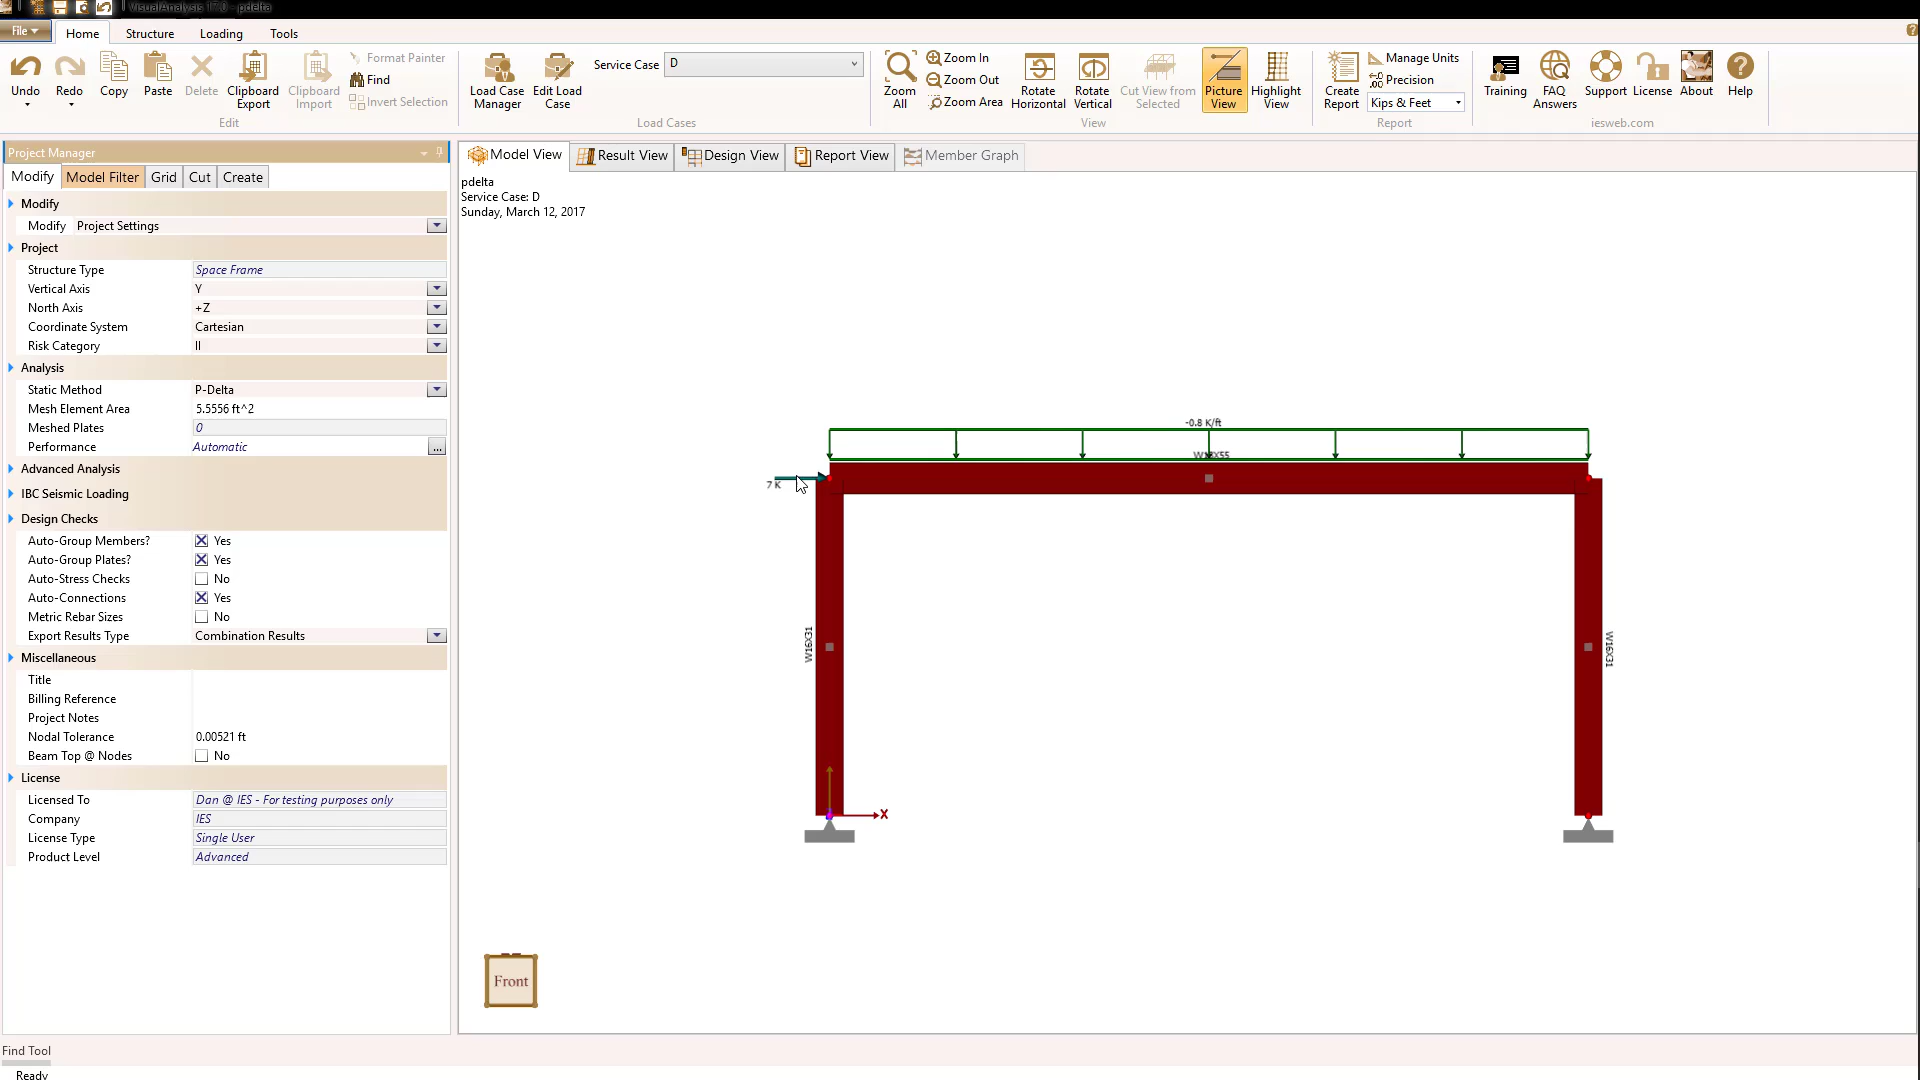 VisualAnalysis 17.0 - pdelta
File
Home
Structure
Loading
Tools
Undo
Redo
Copy
Paste
Delete
Clipboard Export
Clipboard Import
Format Painter
Find
Invert Selection
Edit
Load Case Manager
Edit Load Case
Service Case
D
Load Cases
Zoom All
Zoom In
Zoom Out
Zoom Area
Rotate Horizontal
Rotate Vertical
Cut View from Selected
Picture View
Highlight View
View
Create Report
Manage Units
Precision
Kips & Feet
Report
Training
FAQ Answers
Support
License
About
Help
iesweb.com
Project Manager
Modify
Model Filter
Grid
Cut
Create
Modify
Modify Project Settings
Project
Structure Type Space Frame
Vertical Axis Y
North Axis +Z
Coordinate System Cartesian
Risk Category II
Analysis
Static Method P-Delta
Mesh Element Area 5.5556 ft^2
Meshed Plates 0
Performance Automatic ...
Advanced Analysis
IBC Seismic Loading
Design Checks
Auto-Group Members? Yes
Auto-Group Plates? Yes
Auto-Stress Checks No
Auto-Connections Yes
Metric Rebar Sizes No
Export Results Type Combination Results
Miscellaneous
Title
Billing Reference
Project Notes
Nodal Tolerance 0.00521 ft
Beam Top @ Nodes No
License
Licensed To Dan @ IES - For testing purposes only
Company IES
License Type Single User
Product Level Advanced
Find Tool
Ready
Model View
Result View
Design View
Report View
Member Graph
pdelta
Service Case: D
Sunday, March 12, 2017
-0.8 K/ft
7 K
W16X31
W16X31
X
Front